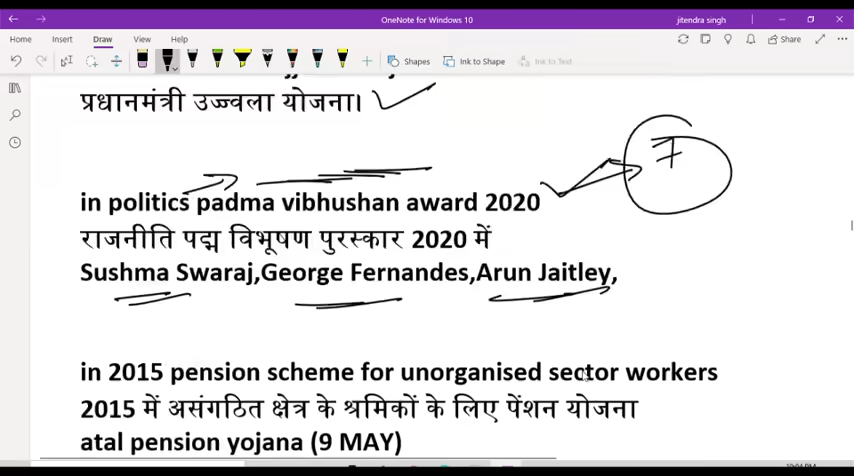 OneNote for Windows 10
jitendra singh
Home Insert Draw View Help
Share
Shapes Ink to Shape Ink to Text
प्रधानमंत्री उज्ज्वला योजना।
7
in politics padma vibhushan award 2020
राजनीति पद्म विभूषण पुरस्कार 2020 में
Sushma Swaraj,George Fernandes,Arun Jaitley,
in 2015 pension scheme for unorganised sector workers
2015 में असंगठित क्षेत्र के श्रमिकों के लिए पेंशन योजना
atal pension yojana (9 MAY)